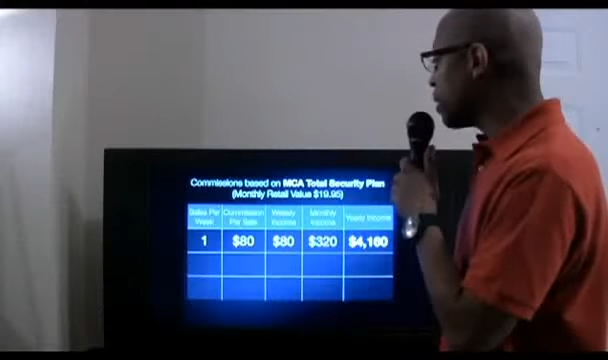 Commissions based on MCA Total Security Plan
(Monthly Retail Value $19.95)
Sales Per Week Commission Per Sale Weekly Income Monthly Income Yearly Income
1 $80 $80 $320 $4,160